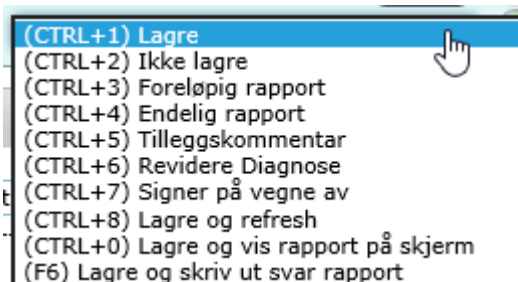 (CTRL+1) Lagre
(CTRL+2) Ikke lagre
(CTRL+3) Foreløpig rapport
(CTRL+4) Endelig rapport
(CTRL+5) Tilleggskommentar
(CTRL+6) Revidere Diagnose
(CTRL+7) Signer på vegne av
(CTRL+8) Lagre og refresh
(CTRL+0) Lagre og vis rapport på skjerm
(F6) Lagre og skriv ut svar rapport